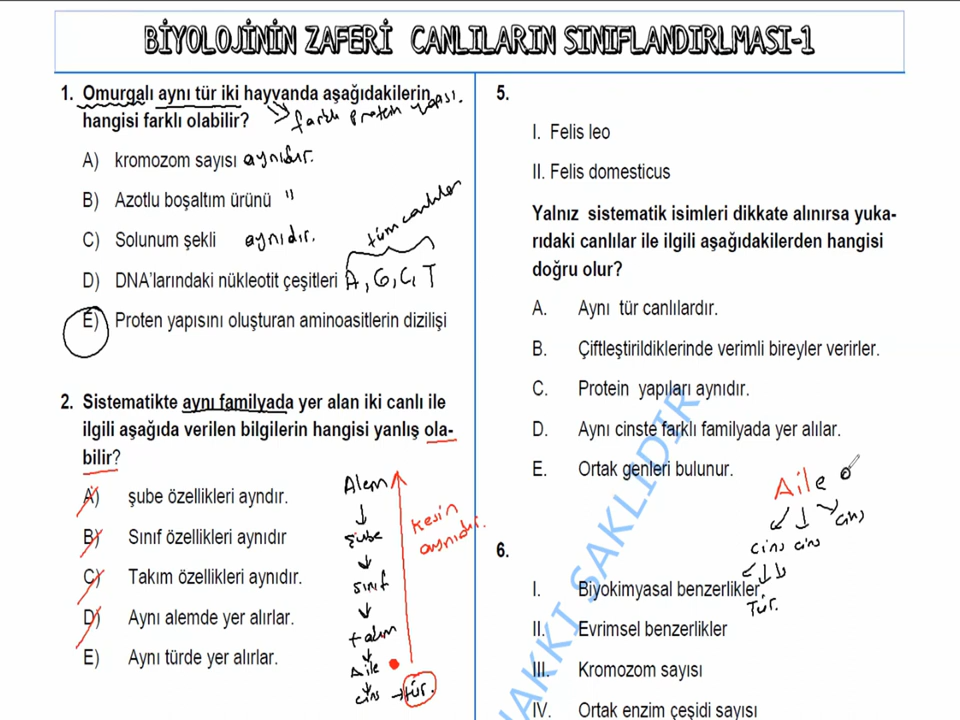 BİYOLOJİNİN ZAFERİ CANLILARIN SINIFLANDIRLMASI-1
1. Omurgalı aynı tür iki hayvanda aşağıdakilerin
hangisi farklı olabilir?
farklı protein yapısı.
A) kromozom sayısı aynıdır.
B) Azotlu boşaltım ürünü "
C) Solunum şekli aynıdır.
tüm canlılar
D) DNA'larındaki nükleotit çeşitleri A, G, C, T
E) Proten yapısını oluşturan aminoasitlerin dizilişi
2. Sistematikte aynı familyada yer alan iki canlı ile
ilgili aşağıda verilen bilgilerin hangisi yanlış ola-
bilir?
A) şube özellikleri ayndır.
B) Sınıf özellikleri aynıdır
C) Takım özellikleri aynıdır.
D) Aynı alemde yer alırlar.
E) Aynı türde yer alırlar.
Alem
şube
sınıf
takım
Aile
cins → tür.
Kesin
aynıdır.
5.
I. Felis leo
II. Felis domesticus
Yalnız sistematik isimleri dikkate alınırsa yuka-
rıdaki canlılar ile ilgili aşağıdakilerden hangisi
doğru olur?
A. Aynı tür canlılardır.
B. Çiftleştirildiklerinde verimli bireyler verirler.
C. Protein yapıları aynıdır.
D. Aynı cinste farklı familyada yer alılar.
E. Ortak genleri bulunur.
Aile
cins cins cins
Tür.
6.
I. Biyokimyasal benzerlikler
II. Evrimsel benzerlikler
III. Kromozom sayısı
IV. Ortak enzim çeşidi sayısı
HAKKI SAKLIDIR